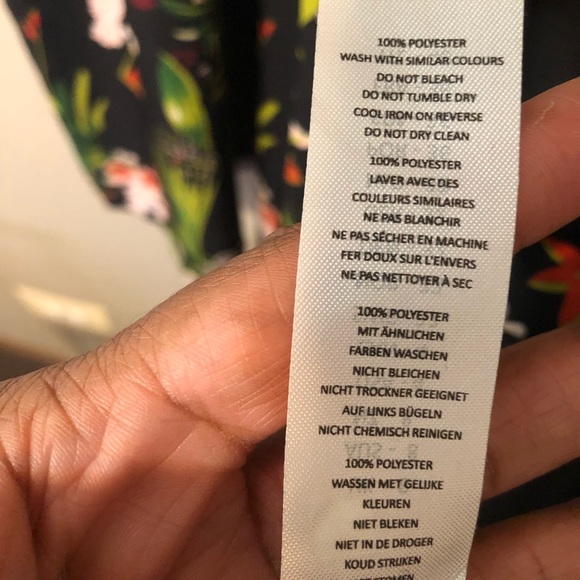 100% POLYESTER
WASH WITH SIMILAR COLOURS
DO NOT BLEACH
DO NOT TUMBLE DRY
COOL IRON ON REVERSE
DO NOT DRY CLEAN
100% POLYESTER
LAVER AVEC DES
COULEURS SIMILAIRES
NE PAS BLANCHIR
NE PAS SÉCHER EN MACHINE
FER DOUX SUR L'ENVERS
NE PAS NETTOYER À SEC
100% POLYESTER
MIT ÄHNLICHEN
FARBEN WASCHEN
NICHT BLEICHEN
NICHT TROCKNER GEEIGNET
AUF LINKS BÜGELN
NICHT CHEMISCH REINIGEN
100% POLYESTER
WASSEN MET GELIJKE
KLEUREN
NIET BLEKEN
NIET IN DE DROGER
KOUD STRIJKEN
STOMEN